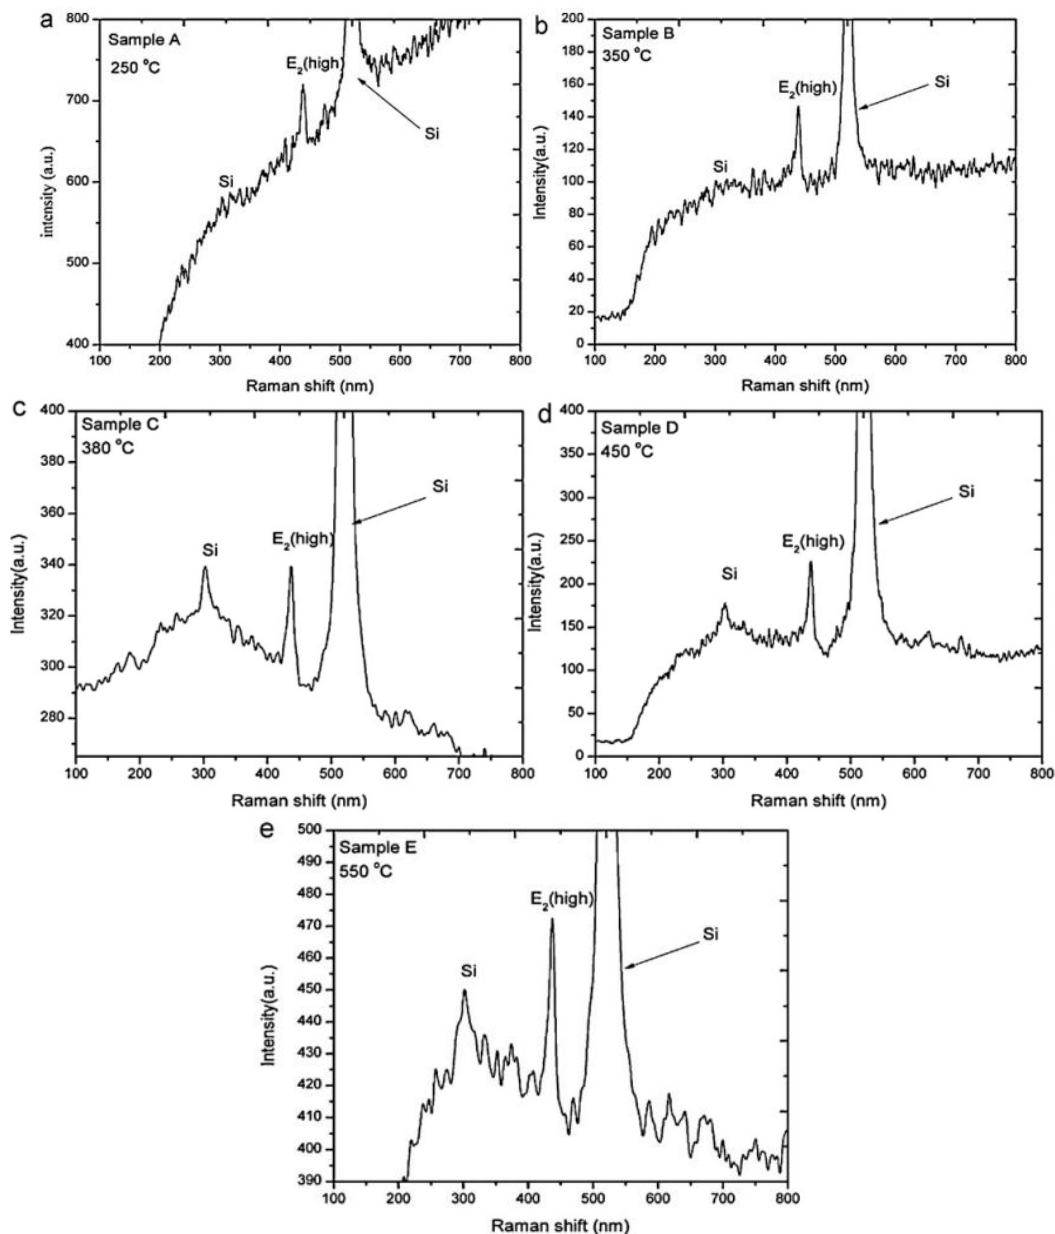 a
Sample A
250 °C
E₂(high)
Si
Si
intensity (a.u.)
800
700
600
500
400
100 200 300 400 500 600 700 800
Raman shift (nm)
b
Sample B
350 °C
E₂(high)
Si
Si
Intensity(a.u.)
200
180
160
140
120
100
80
60
40
20
0
100 200 300 400 500 600 700 800
Raman shift (nm)
c
Sample C
380 °C
Si
E₂(high)
Si
Intensity(a.u.)
400
380
360
340
320
300
280
100 200 300 400 500 600 700 800
Raman shift (nm)
d
Sample D
450 °C
Si
E₂(high)
Si
Intensity(a.u.)
400
350
300
250
200
150
100
50
0
100 200 300 400 500 600 700 800
Raman shift (nm)
e
Sample E
550 °C
E₂(high)
Si
Si
Intensity(a.u.)
500
490
480
470
460
450
440
430
420
410
400
390
100 200 300 400 500 600 700 800
Raman shift (nm)